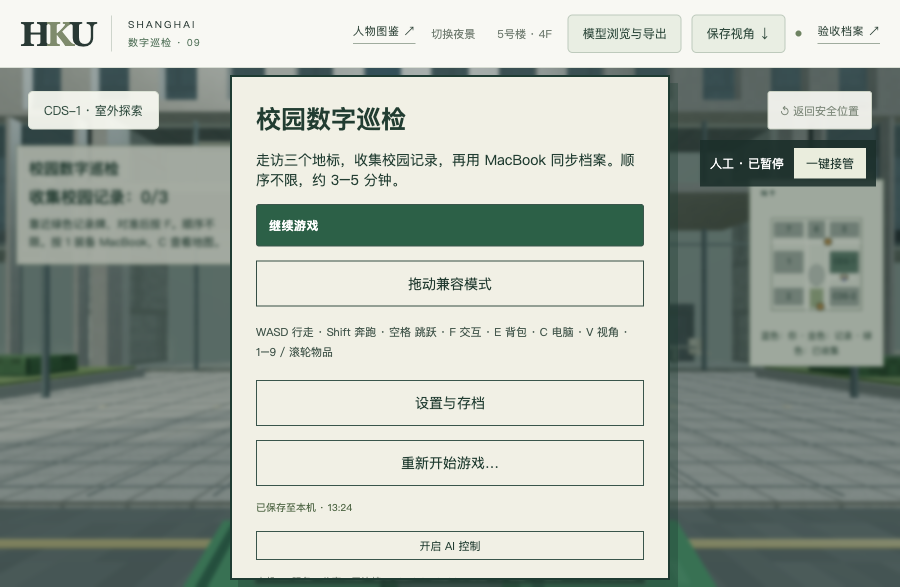 HKU
SHANGHAI
数字巡检 · 09
人物图鉴 ↗
切换夜景
5号楼 · 4F
模型浏览与导出
保存视角 ↓
验收档案 ↗
CDS-1 · 室外探索
返回安全位置
校园数字巡检
收集校园记录：0/3
人工 · 已暂停
一键接管
校园数字巡检
走访三个地标，收集校园记录，再用 MacBook 同步档案。顺
序不限，约 3—5 分钟。
继续游戏
拖动兼容模式
WASD 行走 · Shift 奔跑 · 空格 跳跃 · F 交互 · E 背包 · C 电脑 · V 视角 ·
1—9 / 滚轮物品
设置与存档
重新开始游戏…
已保存至本机 · 13:24
开启 AI 控制